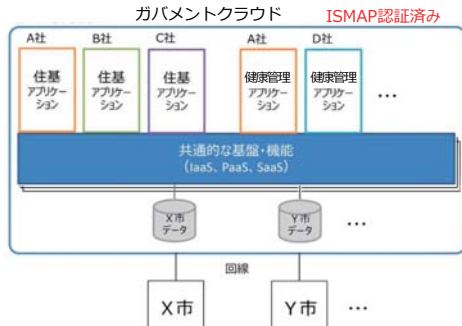 ガバメントクラウド
ISMAP認証済み
A社
B社
C社
A社
D社
住基
アプリケー
ション
住基
アプリケー
ション
住基
アプリケー
ション
健康管理
アプリケー
ション
健康管理
アプリケー
ション
…
共通的な基盤・機能
(IaaS、PaaS、SaaS)
X市
データ
Y市
データ
…
回線
X市
Y市
…